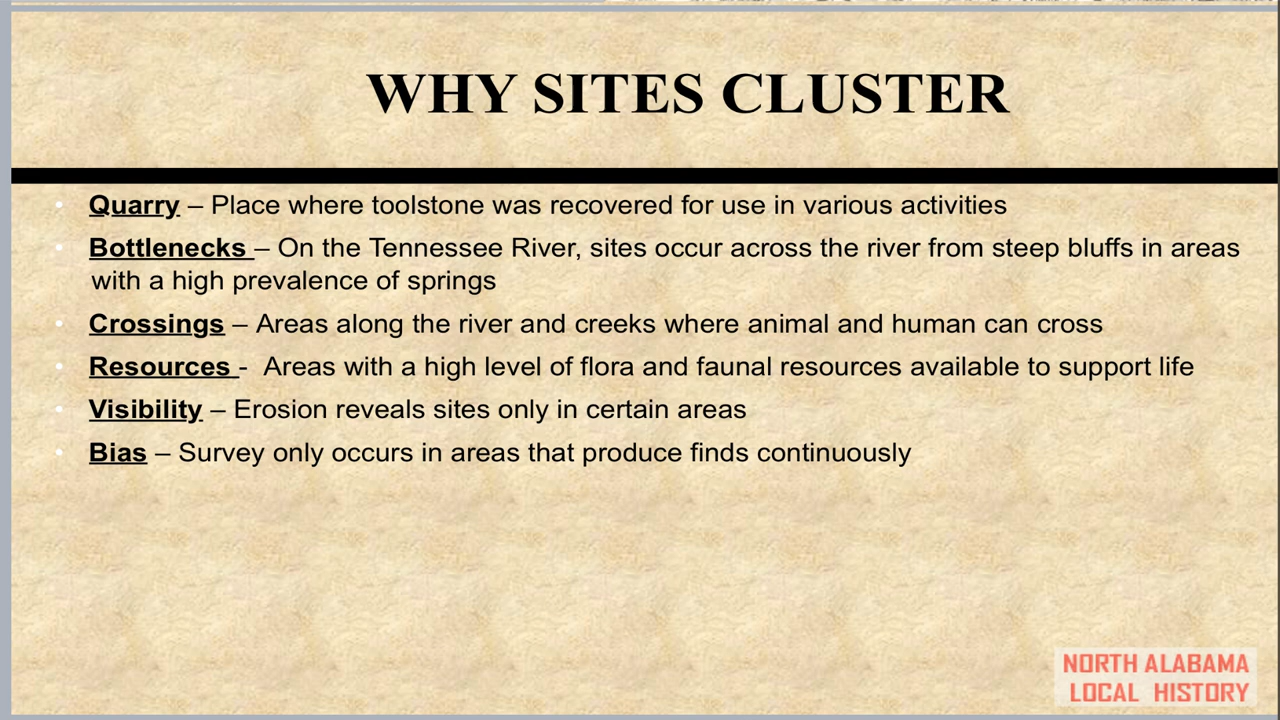 WHY SITES CLUSTER
• Quarry – Place where toolstone was recovered for use in various activities
• Bottlenecks – On the Tennessee River, sites occur across the river from steep bluffs in areas
with a high prevalence of springs
• Crossings – Areas along the river and creeks where animal and human can cross
• Resources - Areas with a high level of flora and faunal resources available to support life
• Visibility – Erosion reveals sites only in certain areas
• Bias – Survey only occurs in areas that produce finds continuously
NORTH ALABAMA
LOCAL HISTORY